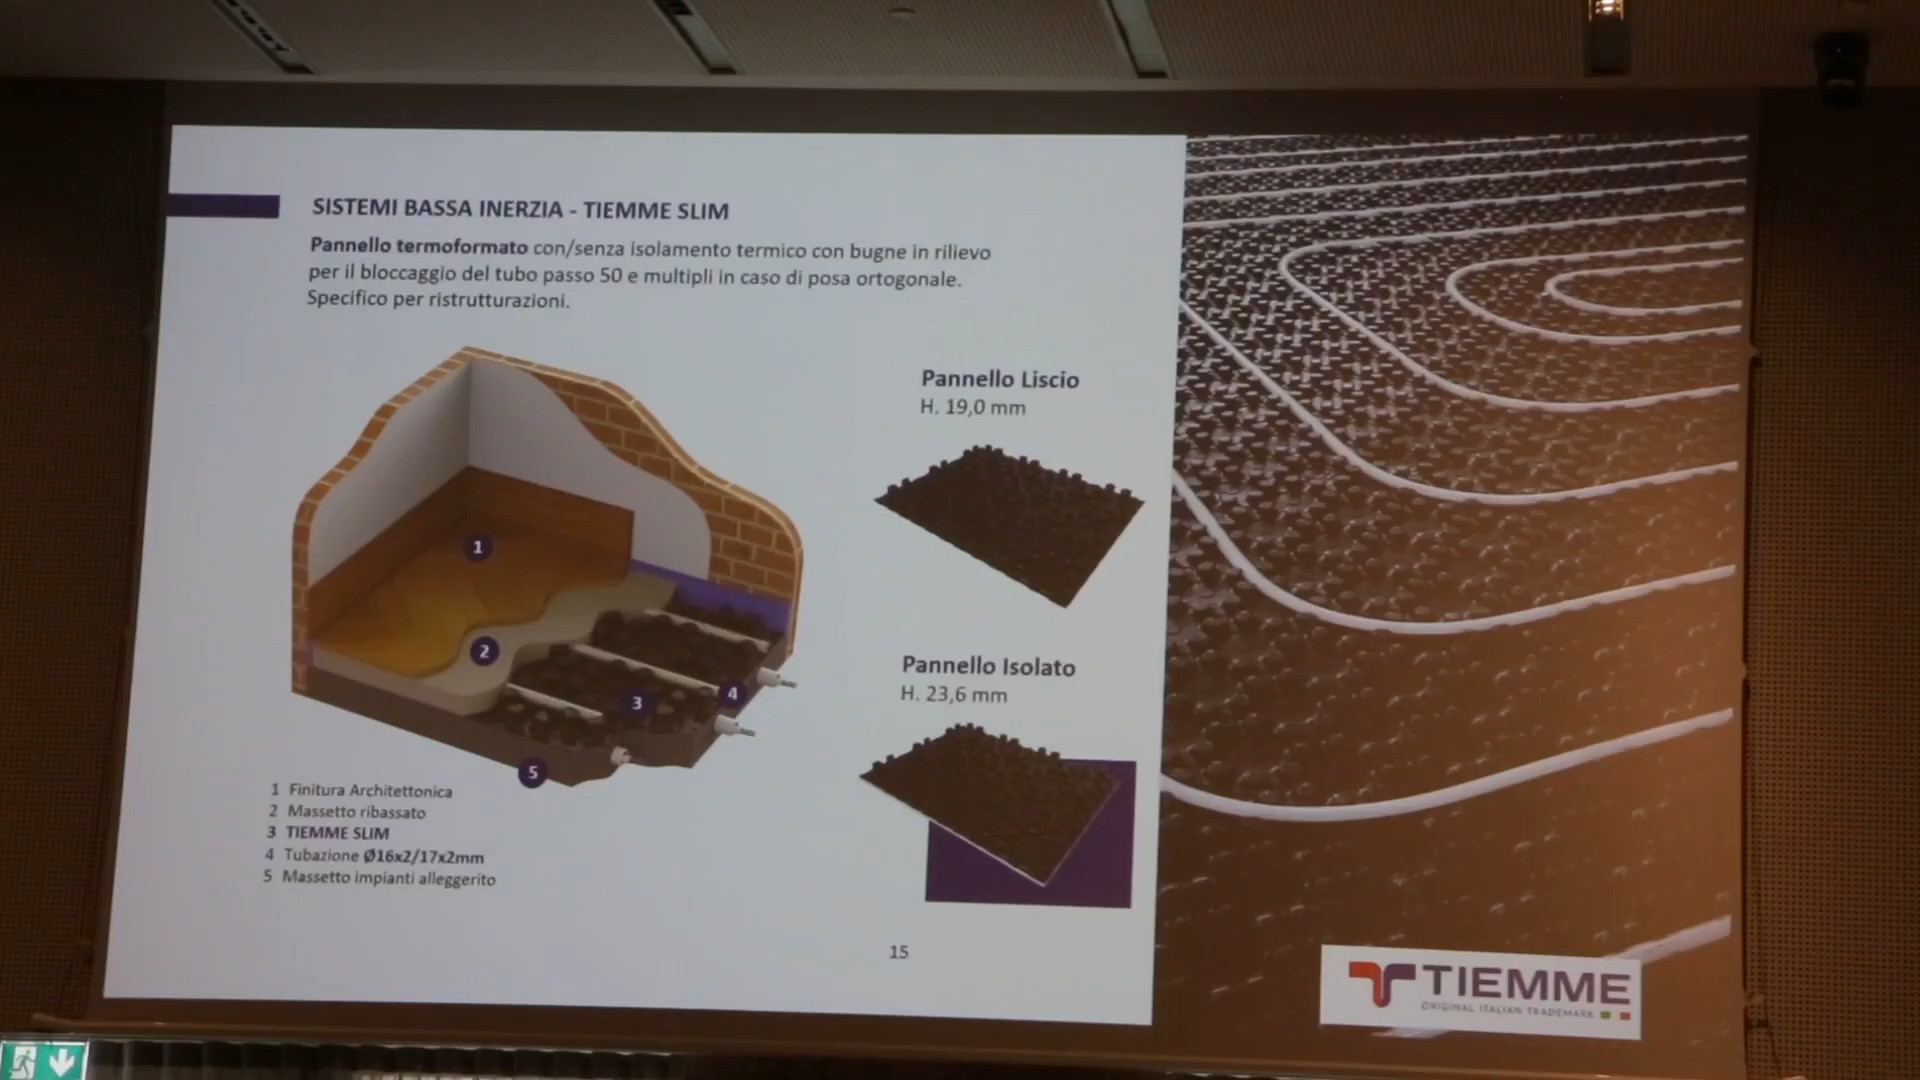 SISTEMI BASSA INERZIA - TIEMME SLIM
Pannello termoformato con/senza isolamento termico con bugne in rilievo
per il bloccaggio del tubo passo 50 e multipli in caso di posa ortogonale.
Specifico per ristrutturazioni.
Pannello Liscio
H. 19,0 mm
1
2
3
4
5
Pannello Isolato
H. 23,6 mm
1 Finitura Architettonica
2 Massetto ribassato
3 TIEMME SLIM
4 Tubazione Ø16x2/17x2mm
5 Massetto impianti alleggerito
15
TIEMME
ORIGINAL ITALIAN TRADEMARK